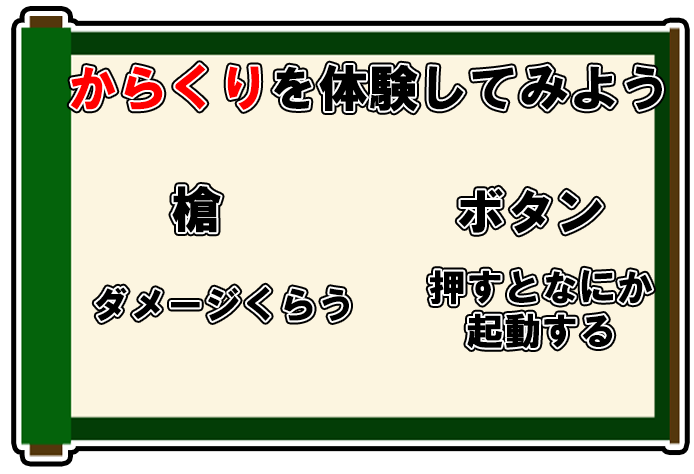 からくりを体験してみよう
槍
ダメージくらう
ボタン
押すとなにか
起動する